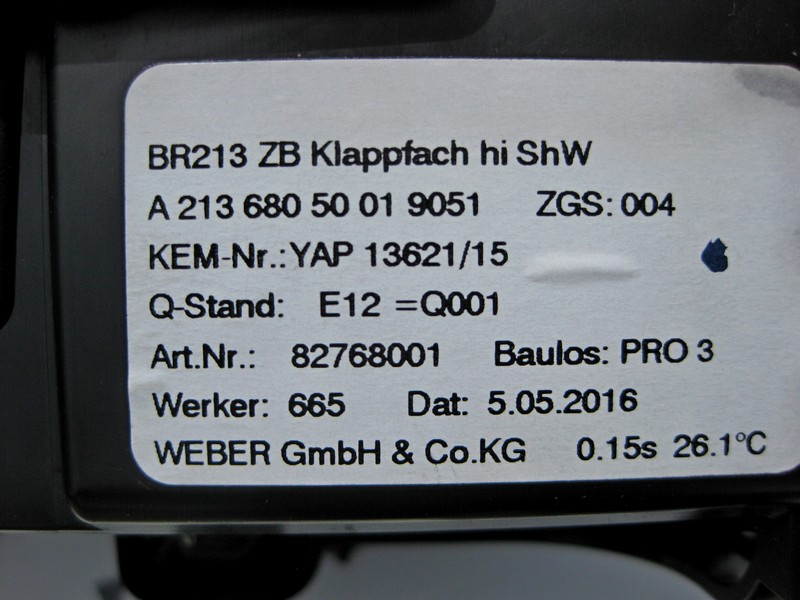 BR213 ZB Klappfach hi ShW
A 213 680 50 01 9051 ZGS: 004
KEM-Nr.: YAP 13621/15
Q-Stand: E12 =Q001
Art.Nr.: 82768001 Baulos: PRO 3
Werker: 665 Dat: 5.05.2016
WEBER GmbH & Co.KG 0.15s 26.1°C